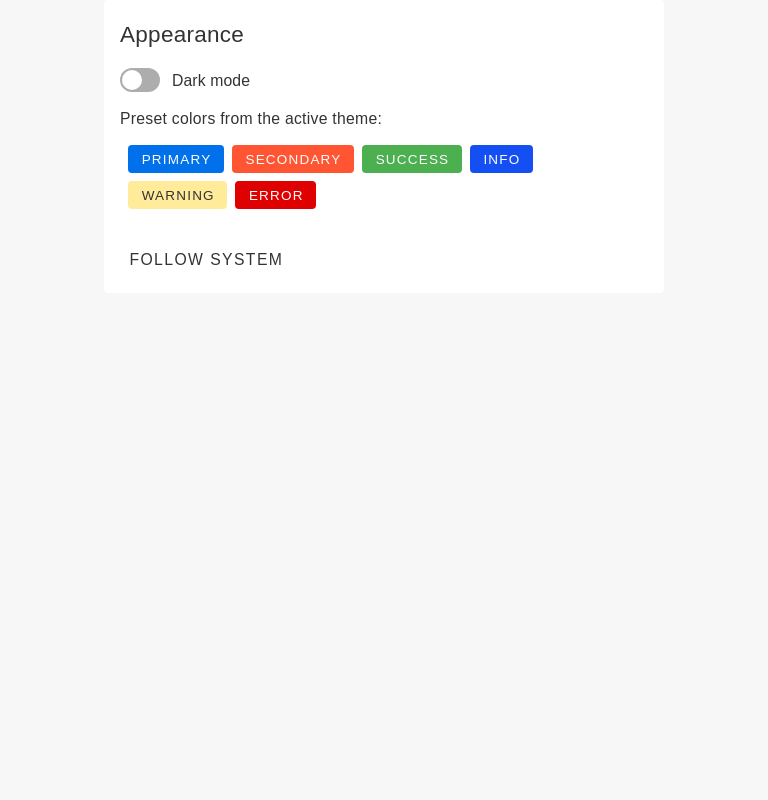 Appearance
Dark mode
Preset colors from the active theme:
PRIMARY SECONDARY SUCCESS INFO
WARNING ERROR
FOLLOW SYSTEM